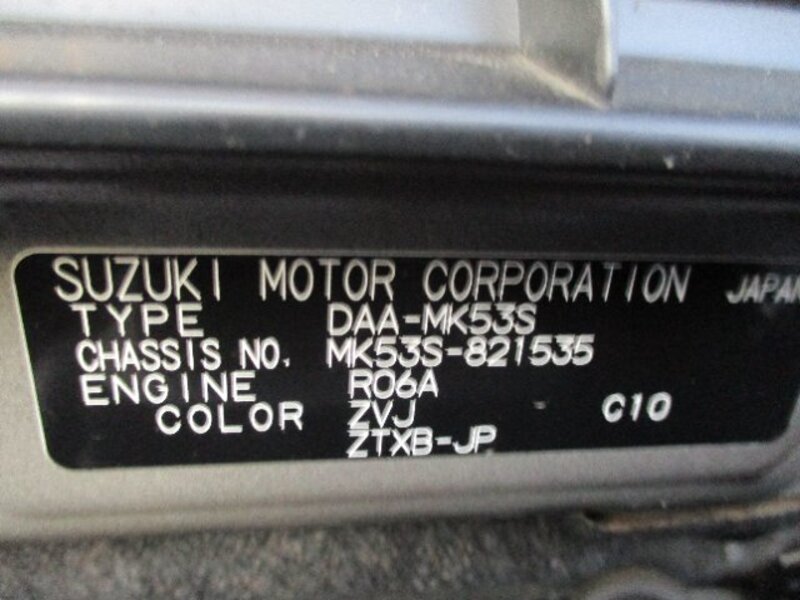 SUZUKI MOTOR CORPORATION JAPAN
TYPE DAA-MK53S
CHASSIS NO. MK53S-821535
ENGINE R06A
COLOR ZVJ - C10
ZTXB-JP